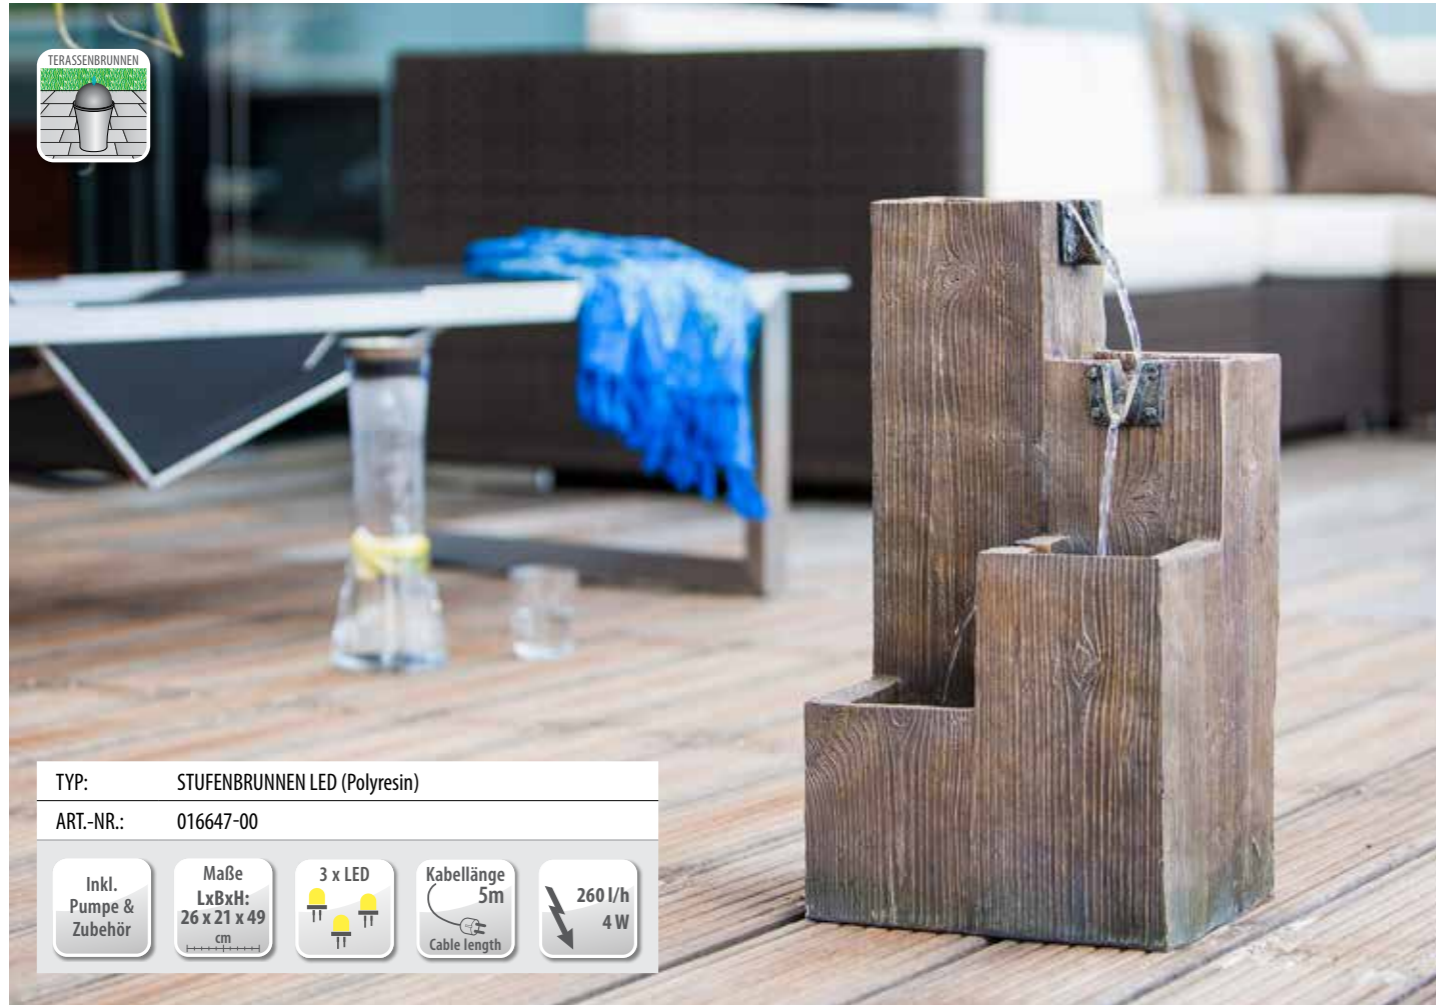 TERASSENBRUNNEN
TYP: STUFENBRUNNEN LED (Polyresin)
ART.-NR.: 016647-00
Inkl.
Pumpe &
Zubehör
Maße
LxBxH:
26 x 21 x 49
cm
3 x LED
Kabellänge
5m
Cable length
260 l/h
4 W